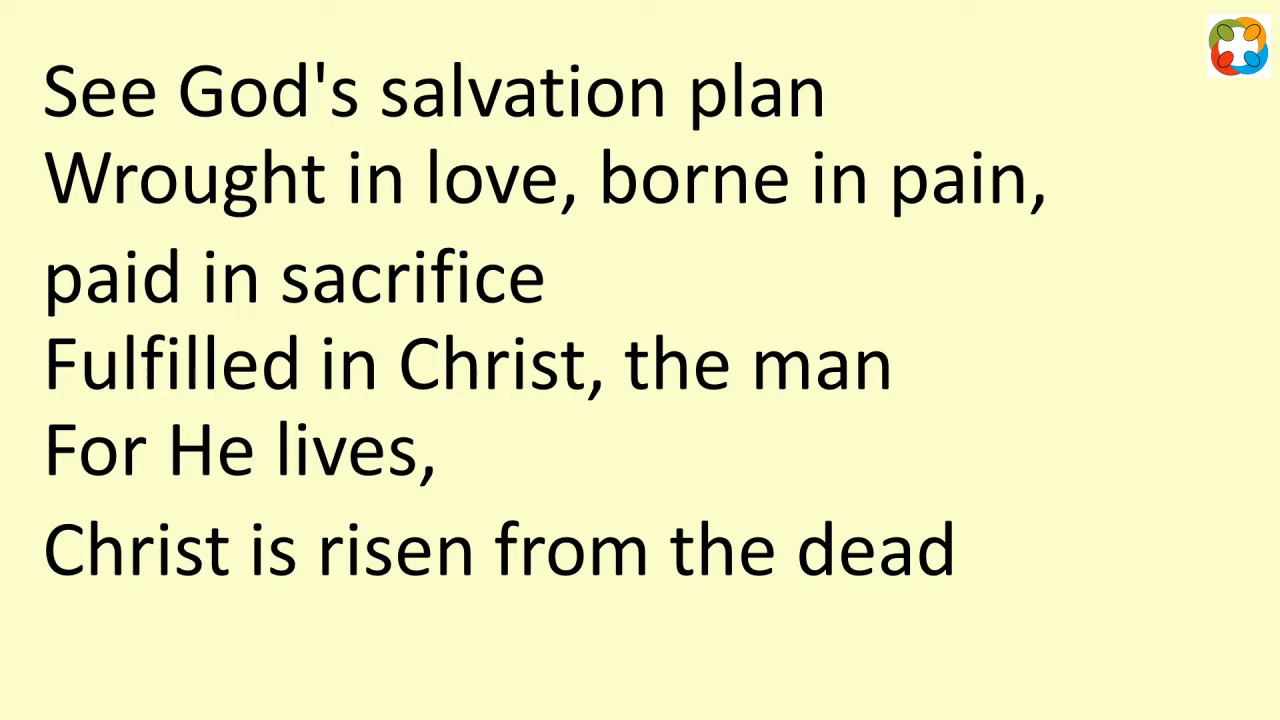 See God's salvation plan
Wrought in love, borne in pain,
paid in sacrifice
Fulfilled in Christ, the man
For He lives,
Christ is risen from the dead